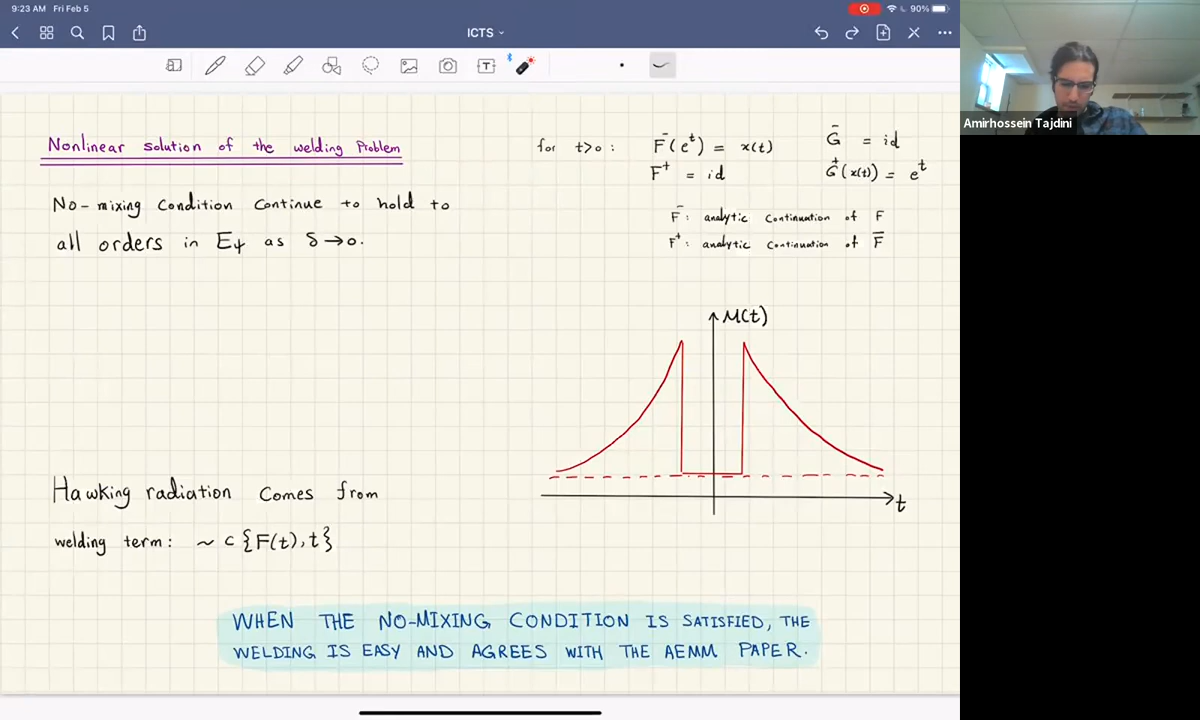 9:23 AM Fri Feb 5
90%
ICTS
T
Amirhossein Tajdini
Nonlinear solution of the welding Problem
No-mixing Condition Continue to hold to
all orders in Eψ as δ→0.
for t>0 : F⁻(eᵗ) = x(t)
F⁺ = id
G⁻ = id
G⁺(x(t)) = eᵗ
F⁻: analytic Continuation of F
F⁺: analytic Continuation of F̅
M(t)
t
Hawking radiation Comes from
welding term: ~ c {F(t), t}
WHEN THE NO-MIXING CONDITION IS SATISFIED, THE
WELDING IS EASY AND AGREES WITH THE AEMM PAPER.